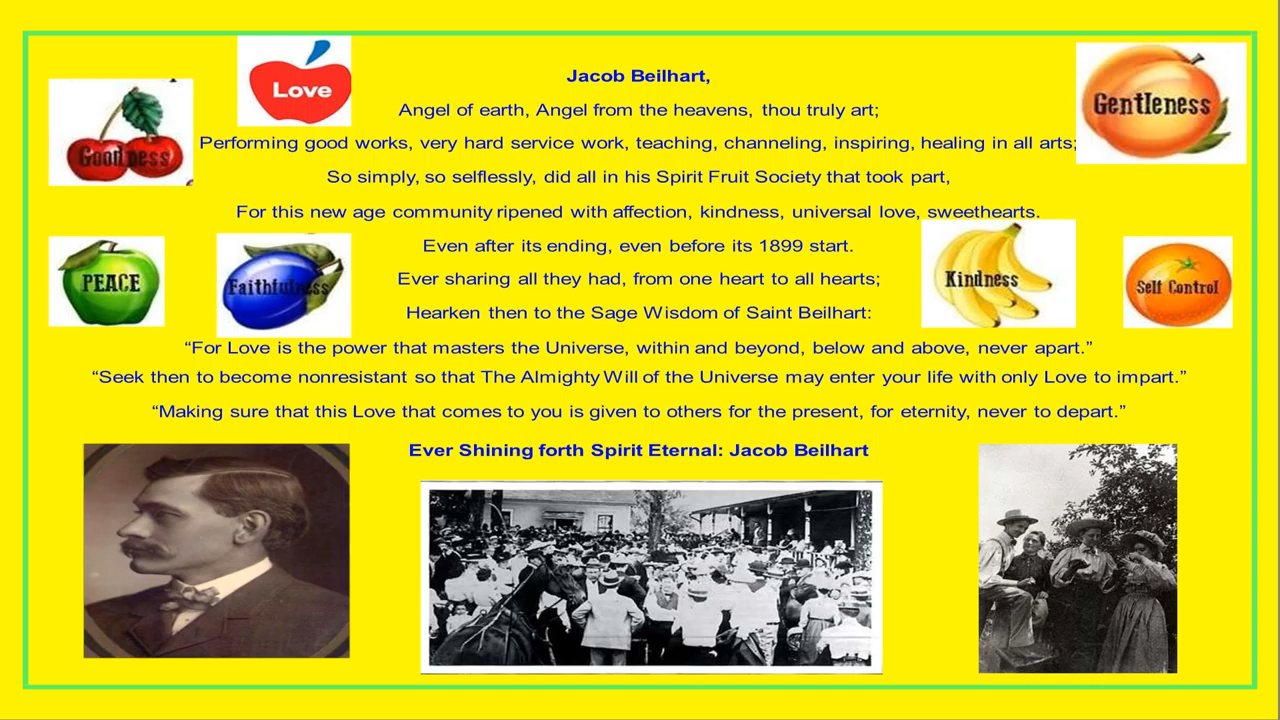 Love
Goodness
Gentleness
Jacob Beilhart,
Angel of earth, Angel from the heavens, thou truly art;
Performing good works, very hard service work, teaching, channeling, inspiring, healing in all arts;
So simply, so selflessly, did all in his Spirit Fruit Society that took part,
For this new age community ripened with affection, kindness, universal love, sweethearts.
Even after its ending, even before its 1899 start.
Ever sharing all they had, from one heart to all hearts;
Hearken then to the Sage Wisdom of Saint Beilhart:
PEACE
Faithfulness
Kindness
Self Control
“For Love is the power that masters the Universe, within and beyond, below and above, never apart.”
“Seek then to become nonresistant so that The Almighty Will of the Universe may enter your life with only Love to impart.”
“Making sure that this Love that comes to you is given to others for the present, for eternity, never to depart.”
Ever Shining forth Spirit Eternal: Jacob Beilhart